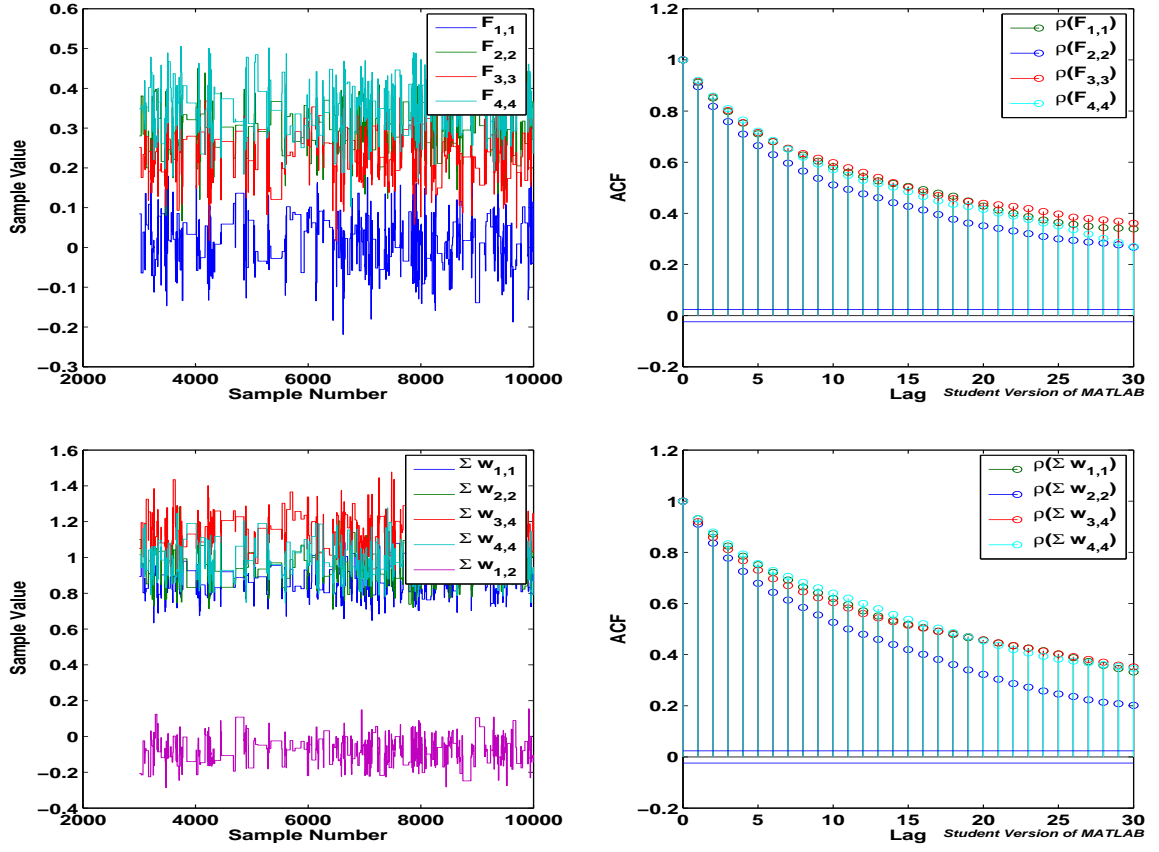 0.6
0.5
0.4
0.3
0.2
0.1
0
−0.1
−0.2
−0.3
Sample Value
2000 4000 6000 8000 10000
Sample Number
F1,1
F2,2
F3,3
F4,4
1.2
1
0.8
0.6
0.4
0.2
0
−0.2
ACF
0 5 10 15 20 25 30
Lag
Student Version of MATLAB
ρ(F1,1)
ρ(F2,2)
ρ(F3,3)
ρ(F4,4)
1.6
1.4
1.2
1
0.8
0.6
0.4
0.2
0
−0.2
−0.4
Sample Value
2000 4000 6000 8000 10000
Sample Number
Σ w1,1
Σ w2,2
Σ w3,4
Σ w4,4
Σ w1,2
1.2
1
0.8
0.6
0.4
0.2
0
−0.2
ACF
0 5 10 15 20 25 30
Lag
Student Version of MATLAB
ρ(Σ w1,1)
ρ(Σ w2,2)
ρ(Σ w3,4)
ρ(Σ w4,4)